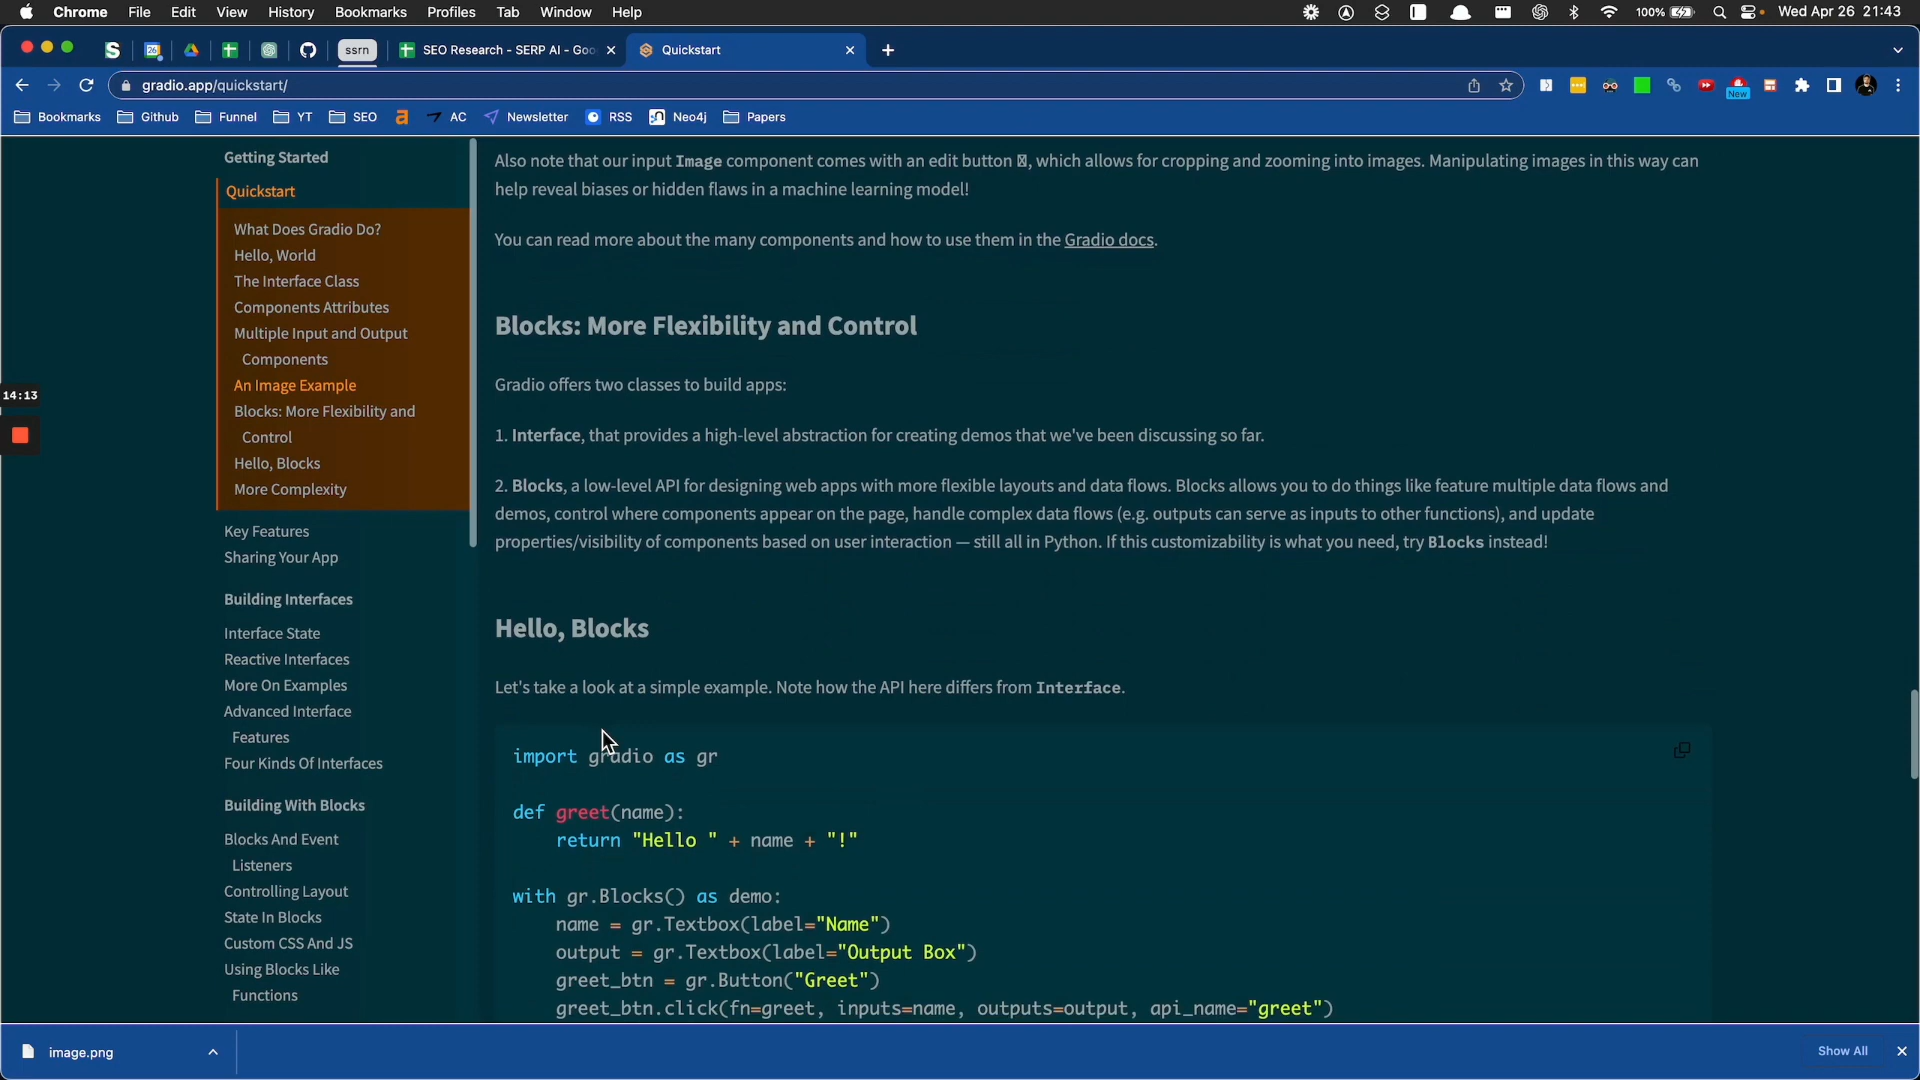 Chrome File Edit View History Bookmarks Profiles Tab Window Help 100% Wed Apr 26 21:43
26 ssrn SEO Research - SERP AI - Goo Quickstart
gradio.app/quickstart/ New
Bookmarks Github Funnel YT SEO AC Newsletter RSS Neo4j Papers
14:13
Getting Started
Quickstart
What Does Gradio Do?
Hello, World
The Interface Class
Components Attributes
Multiple Input and Output
Components
An Image Example
Blocks: More Flexibility and
Control
Hello, Blocks
More Complexity
Key Features
Sharing Your App
Building Interfaces
Interface State
Reactive Interfaces
More On Examples
Advanced Interface
Features
Four Kinds Of Interfaces
Building With Blocks
Blocks And Event
Listeners
Controlling Layout
State In Blocks
Custom CSS And JS
Using Blocks Like
Functions
Also note that our input Image component comes with an edit button , which allows for cropping and zooming into images. Manipulating images in this way can
help reveal biases or hidden flaws in a machine learning model!
You can read more about the many components and how to use them in the Gradio docs.
Blocks: More Flexibility and Control
Gradio offers two classes to build apps:
1. Interface, that provides a high-level abstraction for creating demos that we've been discussing so far.
2. Blocks, a low-level API for designing web apps with more flexible layouts and data flows. Blocks allows you to do things like feature multiple data flows and
demos, control where components appear on the page, handle complex data flows (e.g. outputs can serve as inputs to other functions), and update
properties/visibility of components based on user interaction — still all in Python. If this customizability is what you need, try Blocks instead!
Hello, Blocks
Let's take a look at a simple example. Note how the API here differs from Interface.
import gradio as gr
def greet(name):
return "Hello " + name + "!"
with gr.Blocks() as demo:
name = gr.Textbox(label="Name")
output = gr.Textbox(label="Output Box")
greet_btn = gr.Button("Greet")
greet_btn.click(fn=greet, inputs=name, outputs=output, api_name="greet")
image.png Show All